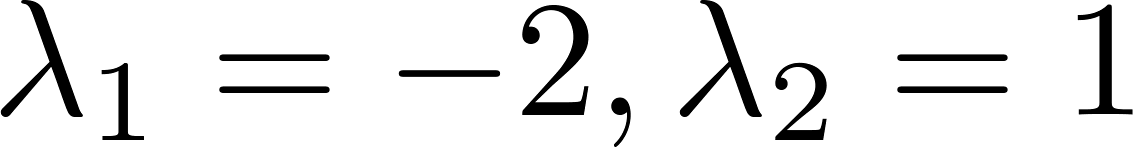 λ₁ = −2, λ₂ = 1